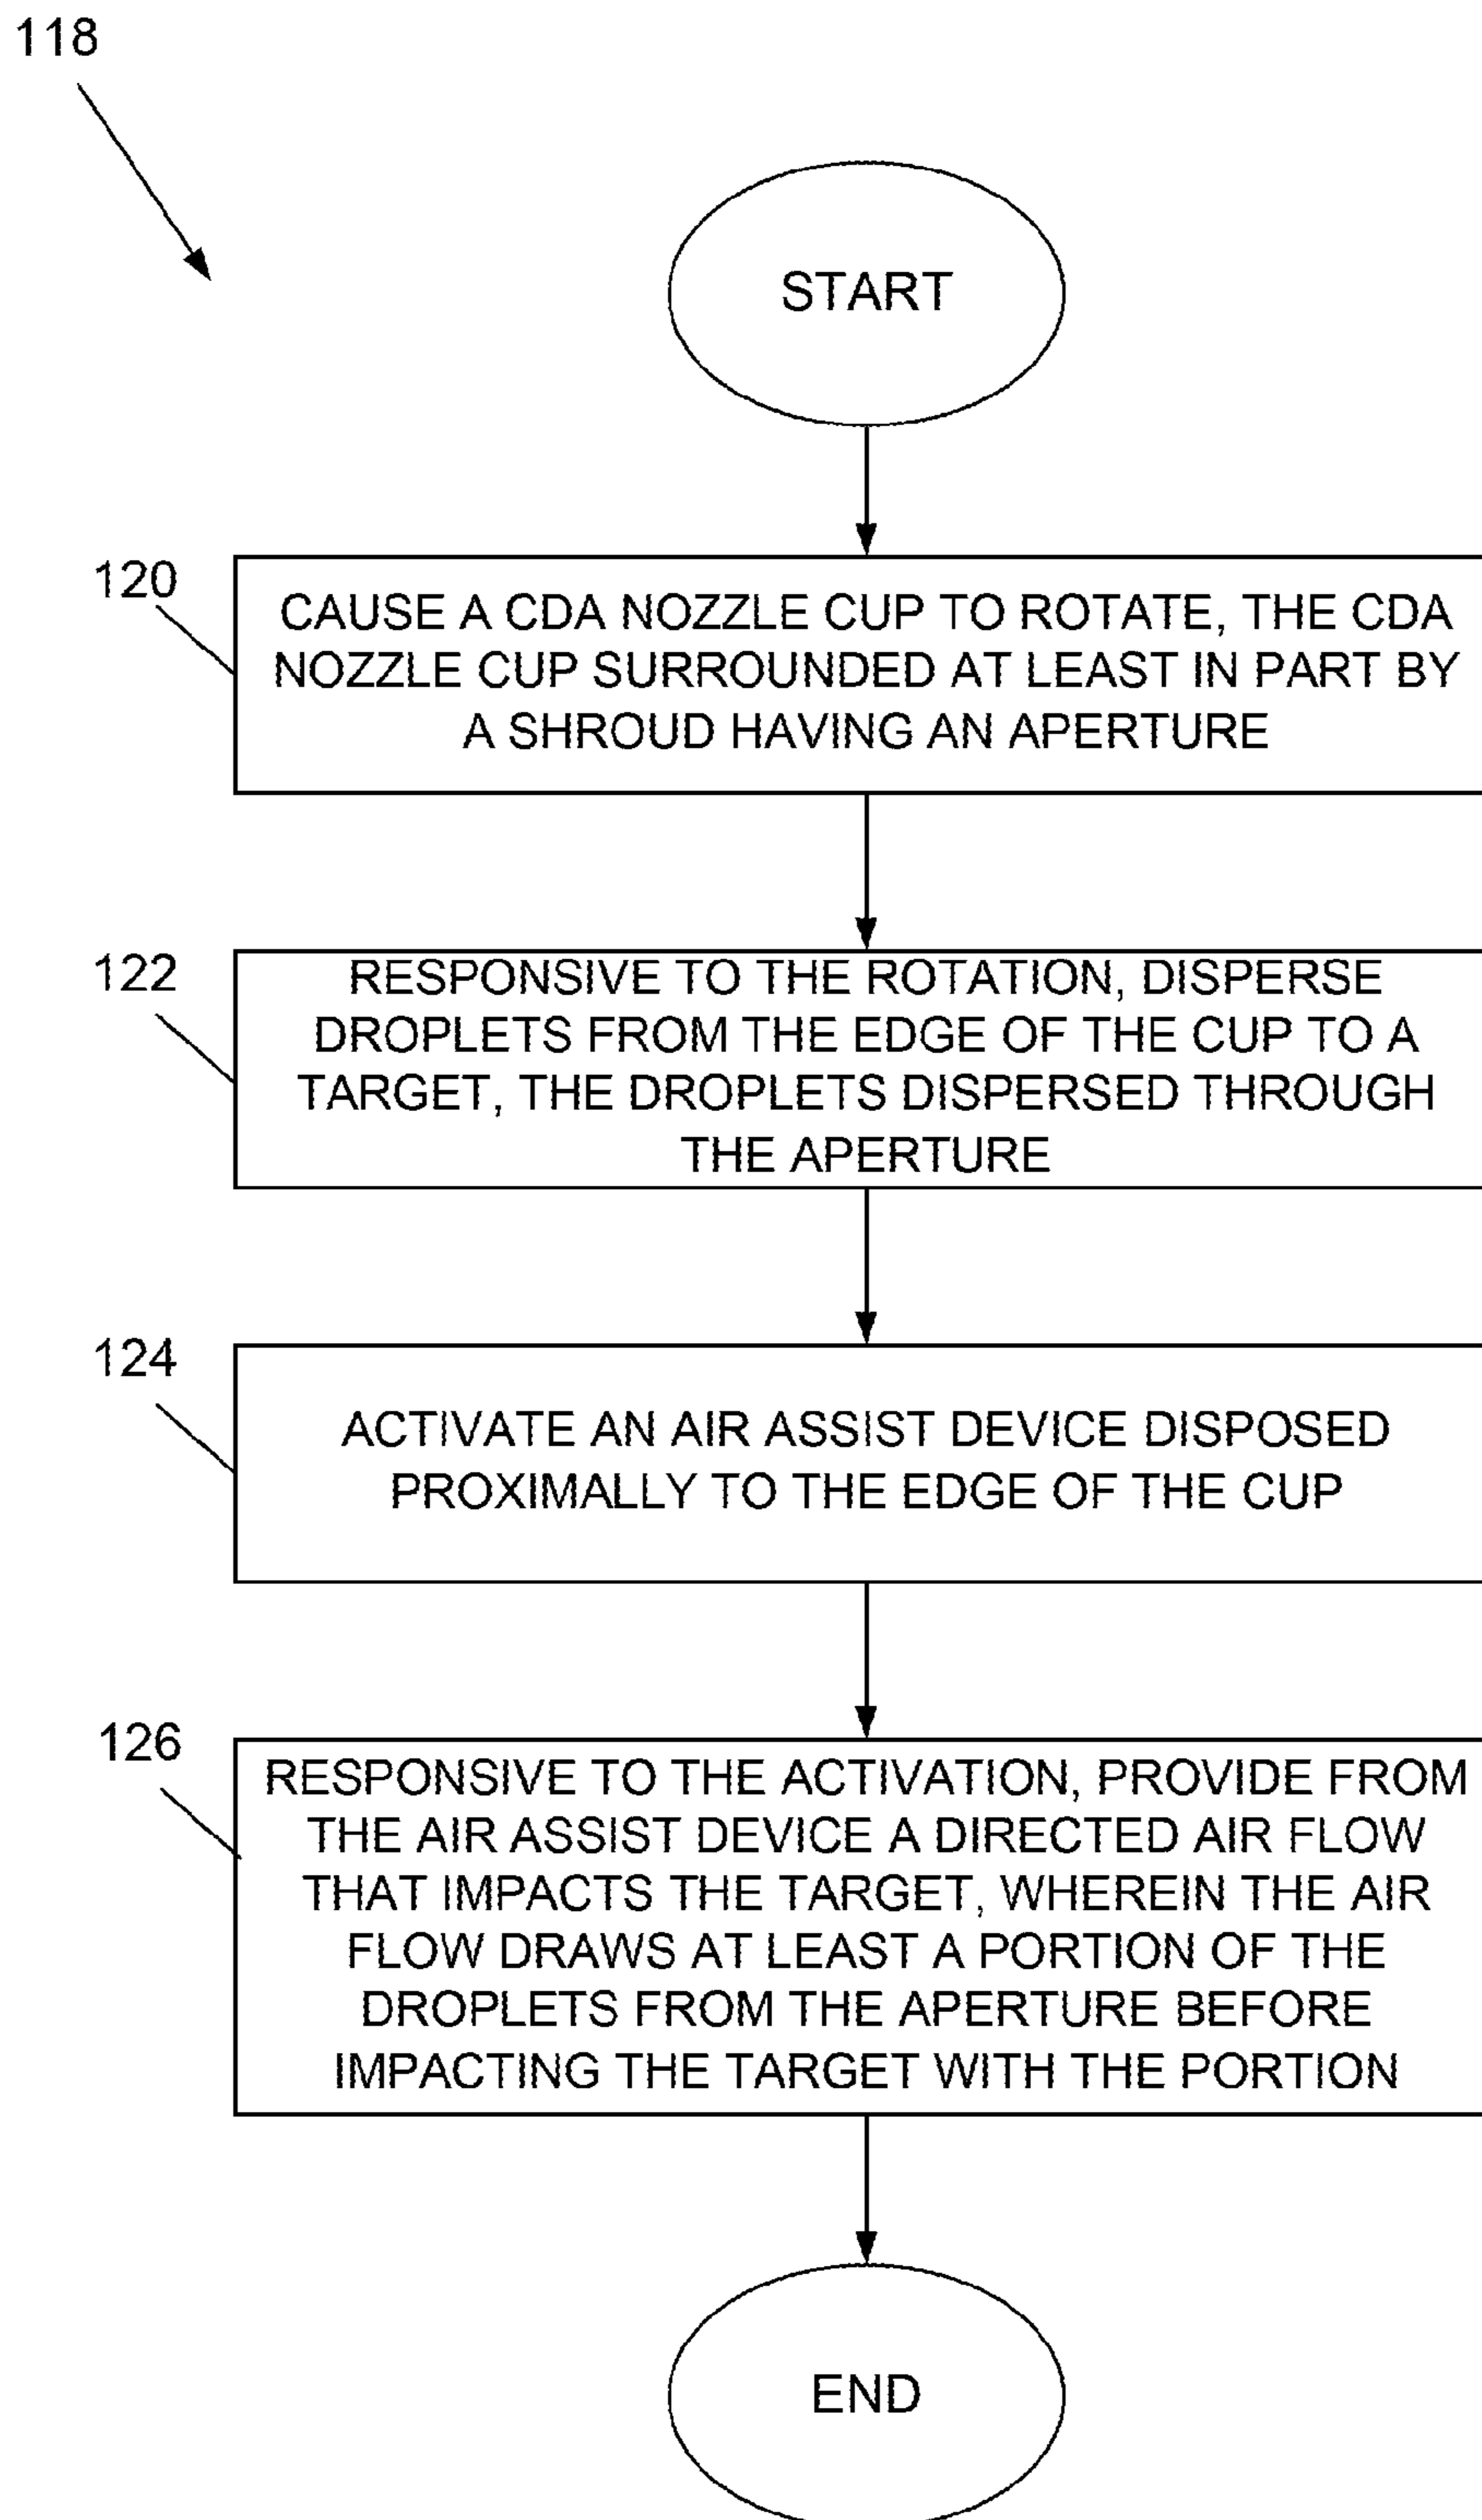 118
START
120
CAUSE A CDA NOZZLE CUP TO ROTATE, THE CDA
NOZZLE CUP SURROUNDED AT LEAST IN PART BY
A SHROUD HAVING AN APERTURE
122
RESPONSIVE TO THE ROTATION, DISPERSE
DROPLETS FROM THE EDGE OF THE CUP TO A
TARGET, THE DROPLETS DISPERSED THROUGH
THE APERTURE
124
ACTIVATE AN AIR ASSIST DEVICE DISPOSED
PROXIMALLY TO THE EDGE OF THE CUP
126
RESPONSIVE TO THE ACTIVATION, PROVIDE FROM
THE AIR ASSIST DEVICE A DIRECTED AIR FLOW
THAT IMPACTS THE TARGET, WHEREIN THE AIR
FLOW DRAWS AT LEAST A PORTION OF THE
DROPLETS FROM THE APERTURE BEFORE
IMPACTING THE TARGET WITH THE PORTION
END